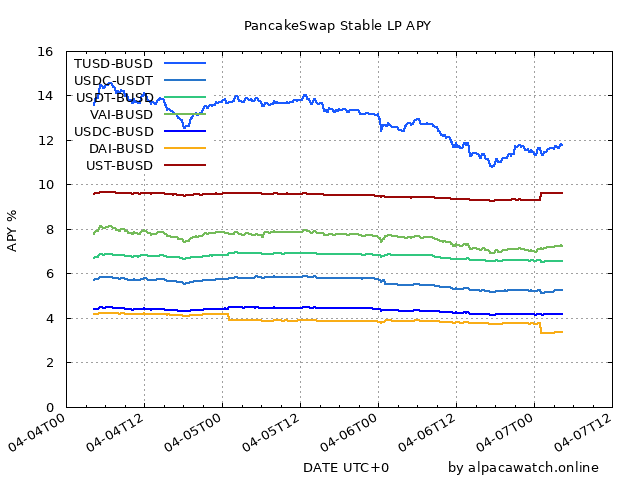 PancakeSwap Stable LP APY
APY %
16
14
12
10
8
6
4
2
0
TUSD-BUSD
USDC-USDT
USDT-BUSD
VAI-BUSD
USDC-BUSD
DAI-BUSD
UST-BUSD
04-04T00
04-04T12
04-05T00
04-05T12
04-06T00
04-06T12
04-07T00
04-07T12
DATE UTC+0
by alpacawatch.online